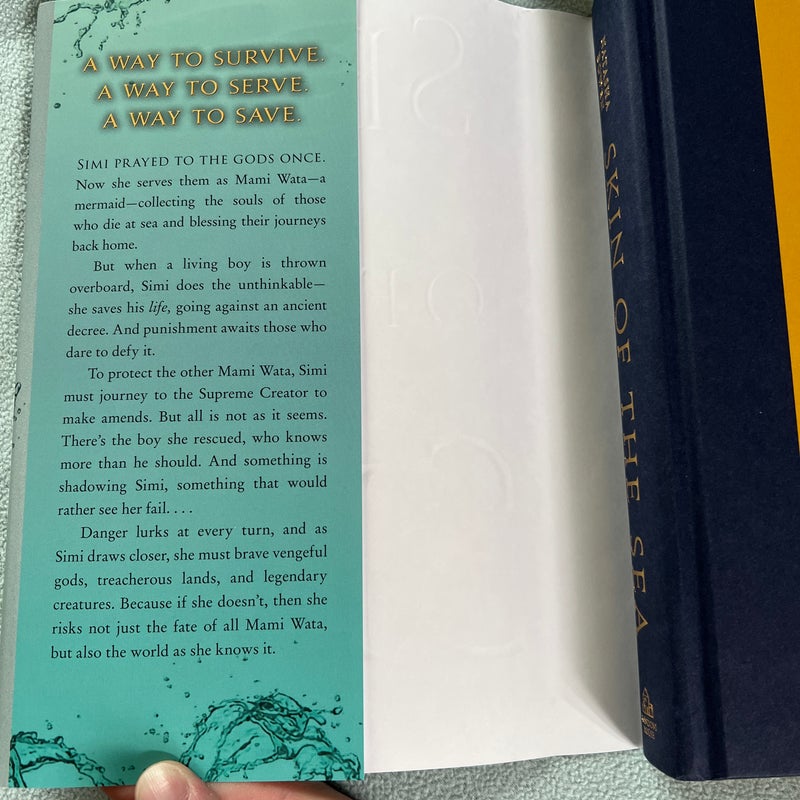 A WAY TO SURVIVE.
A WAY TO SERVE.
A WAY TO SAVE.
SIMI PRAYED TO THE GODS ONCE.
Now she serves them as Mami Wata—a
mermaid—collecting the souls of those
who die at sea and blessing their journeys
back home.
But when a living boy is thrown
overboard, Simi does the unthinkable—
she saves his life, going against an ancient
decree. And punishment awaits those who
dare to defy it.
To protect the other Mami Wata, Simi
must journey to the Supreme Creator to
make amends. But all is not as it seems.
There's the boy she rescued, who knows
more than he should. And something is
shadowing Simi, something that would
rather see her fail. . . .
Danger lurks at every turn, and as
Simi draws closer, she must brave vengeful
gods, treacherous lands, and legendary
creatures. Because if she doesn't, then she
risks not just the fate of all Mami Wata,
but also the world as she knows it.
NATASHA
BOWEN
SKIN OF THE SEA